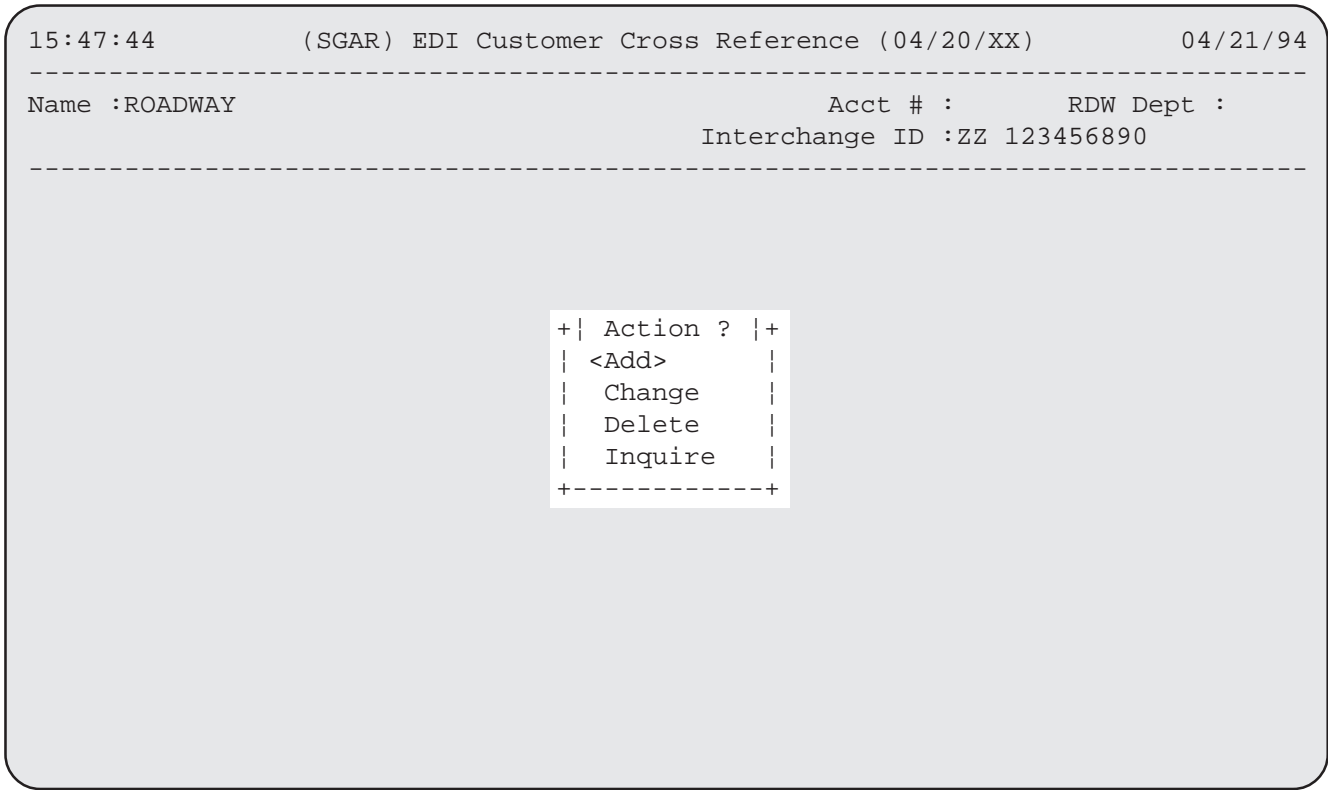 15:47:44 (SGAR) EDI Customer Cross Reference (04/20/XX) 04/21/94
--------------------------------------------------------------------------------
Name :ROADWAY Acct # : RDW Dept :
Interchange ID :ZZ 123456890
--------------------------------------------------------------------------------
+¦ Action ? ¦+
¦ <Add> ¦
¦ Change ¦
¦ Delete ¦
¦ Inquire ¦
+------------+